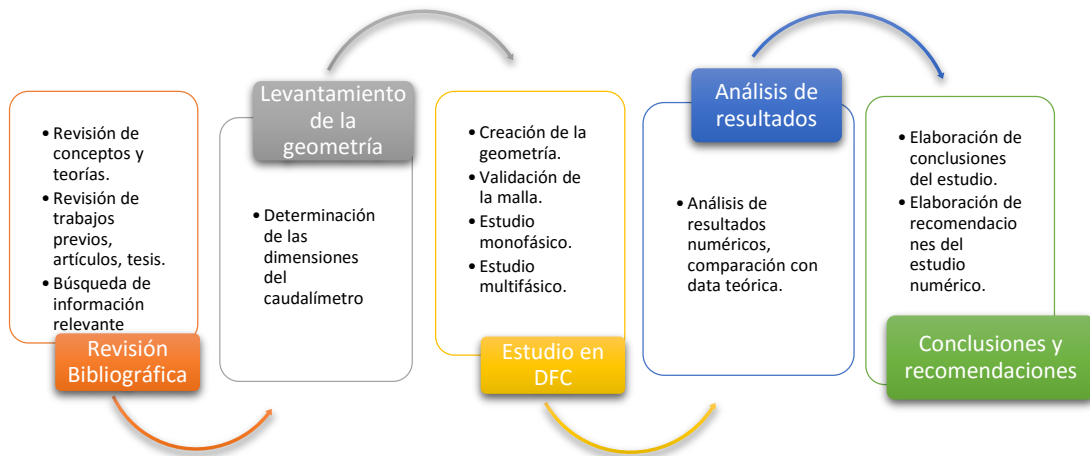 • Revisión de
conceptos y
teorías.
• Revisión de
trabajos
previos,
artículos, tesis.
• Búsqueda de
información
relevante
Revisión
Bibliográfica
Levantamiento
de la
geometría
• Determinación
de las
dimensiones
del
caudalímetro
• Creación de la
geometría.
• Validación de
la malla.
• Estudio
monofásico.
• Estudio
multifásico.
Estudio en
DFC
Análisis de
resultados
• Análisis de
resultados
numéricos,
comparación con
data teórica.
• Elaboración de
conclusiones
del estudio.
• Elaboración de
recomendacio
nes del
estudio
numérico.
Conclusiones y
recomendaciones